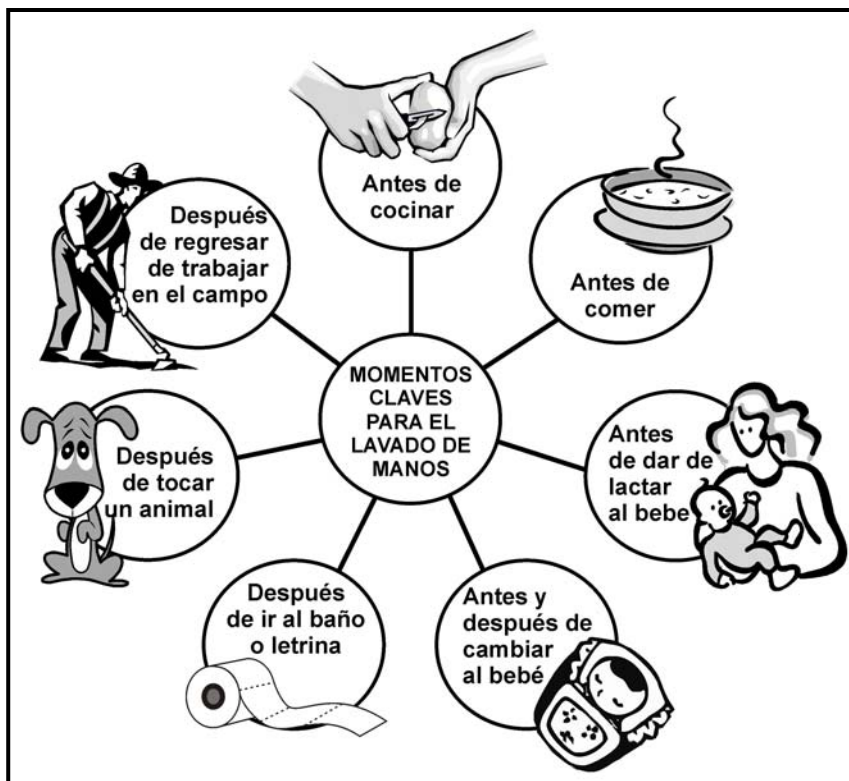 Antes de
cocinar
Antes de
comer
Antes
de dar de
lactar
al bebe
Antes y
después de
cambiar
al bebé
Después
de ir al baño
o letrina
Después
de tocar
un animal
Después
de regresar
de trabajar
en el campo
MOMENTOS
CLAVES
PARA EL
LAVADO DE
MANOS